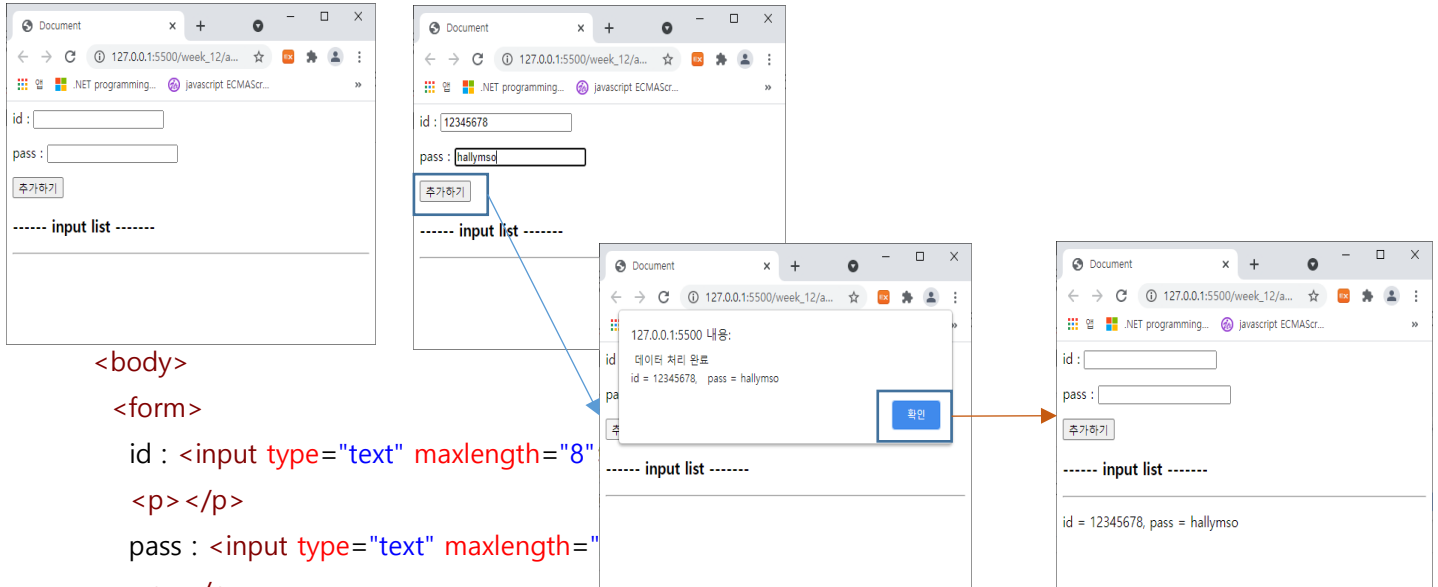 Document
127.0.0.1:5500/week_12/a...
앱 .NET programming... javascript ECMAScr...
id :
pass :
추가하기
------ input list -------
Document
127.0.0.1:5500/week_12/a...
앱 .NET programming... javascript ECMAScr...
id : 12345678
pass : hallymso
추가하기
------ input list -------
Document
127.0.0.1:5500/week_12/a...
127.0.0.1:5500 내용:
데이터 처리 완료
id = 12345678, pass = hallymso
확인
id
pa
------ input list -------
Document
127.0.0.1:5500/week_12/a...
앱 .NET programming... javascript ECMAScr...
id :
pass :
추가하기
------ input list -------
id = 12345678, pass = hallymso
<body>
<form>
id : <input type="text" maxlength="8"
<p></p>
pass : <input type="text" maxlength="